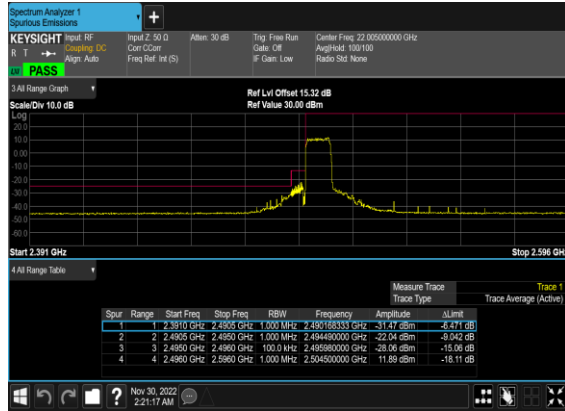 Spectrum Analyzer 1
Spurious Emissions
+
KEYSIGHT Input: RF Input Z: 50 Ω Atten: 30 dB Trig: Free Run Center Freq: 22.005000000 GHz
R T Coupling: DC Corr CCorr Gate: Off Avg|Hold: 100/100
Align: Auto Freq Ref: Int (S) IF Gain: Low Radio Std: None
LV PASS
3 All Range Graph
Ref Lvl Offset 15.32 dB
Scale/Div 10.0 dB Ref Value 30.00 dBm
Log
20.0
10.0
0.00
-10.0
-20.0
-30.0
-40.0
-50.0
-60.0
Start 2.391 GHz Stop 2.596 GH
4 All Range Table
Measure Trace Trace 1
Trace Type Trace Average (Active)
Spur Range Start Freq Stop Freq RBW Frequency Amplitude ΔLimit
1 1 2.3910 GHz 2.4905 GHz 1.000 MHz 2.490168333 GHz -31.47 dBm -6.471 dB
2 2 2.4905 GHz 2.4950 GHz 1.000 MHz 2.494490000 GHz -22.04 dBm -9.042 dB
3 3 2.4950 GHz 2.4960 GHz 100.0 kHz 2.495980000 GHz -28.06 dBm -15.06 dB
4 4 2.4960 GHz 2.5960 GHz 1.000 MHz 2.504500000 GHz 11.89 dBm -18.11 dB
? Nov 30, 2022
2:21:17 AM